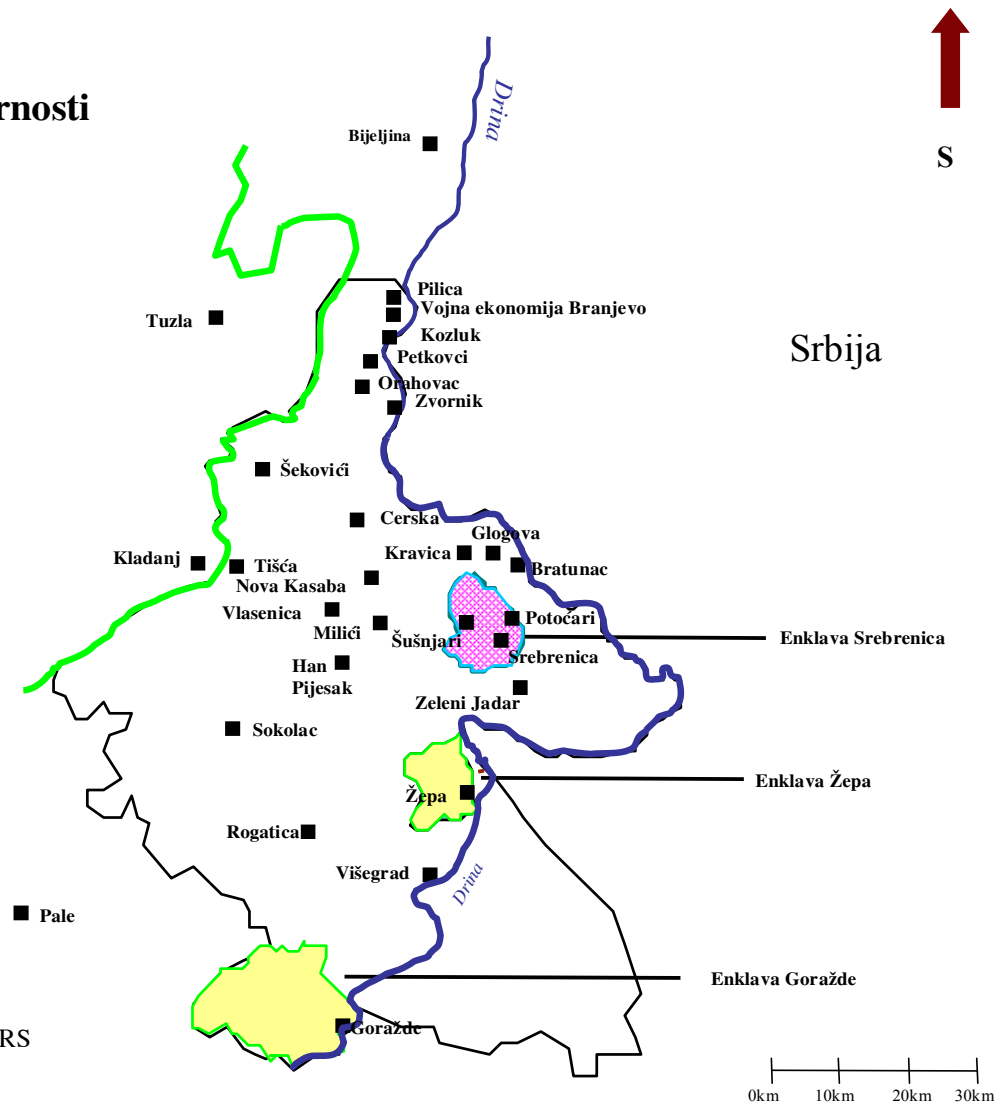 rnosti
Drina
Bijeljina
S
Pilica
Vojna ekonomija Branjevo
Tuzla
Kozluk
Srbija
Petkovci
Orahovac
Zvornik
Šekovići
Cerska
Glogova
Kravica
Kladanj
Tišća
Bratunac
Nova Kasaba
Vlasenica
Potoćari
Milići
Šušnjari
Enklava Srebrenica
Srebrenica
Han
Pijesak
Zeleni Jadar
Sokolac
Enklava Žepa
Žepa
Rogatica
Višegrad
Drina
Pale
Enklava Goražde
Goražde
RS
0km 10km 20km 30km